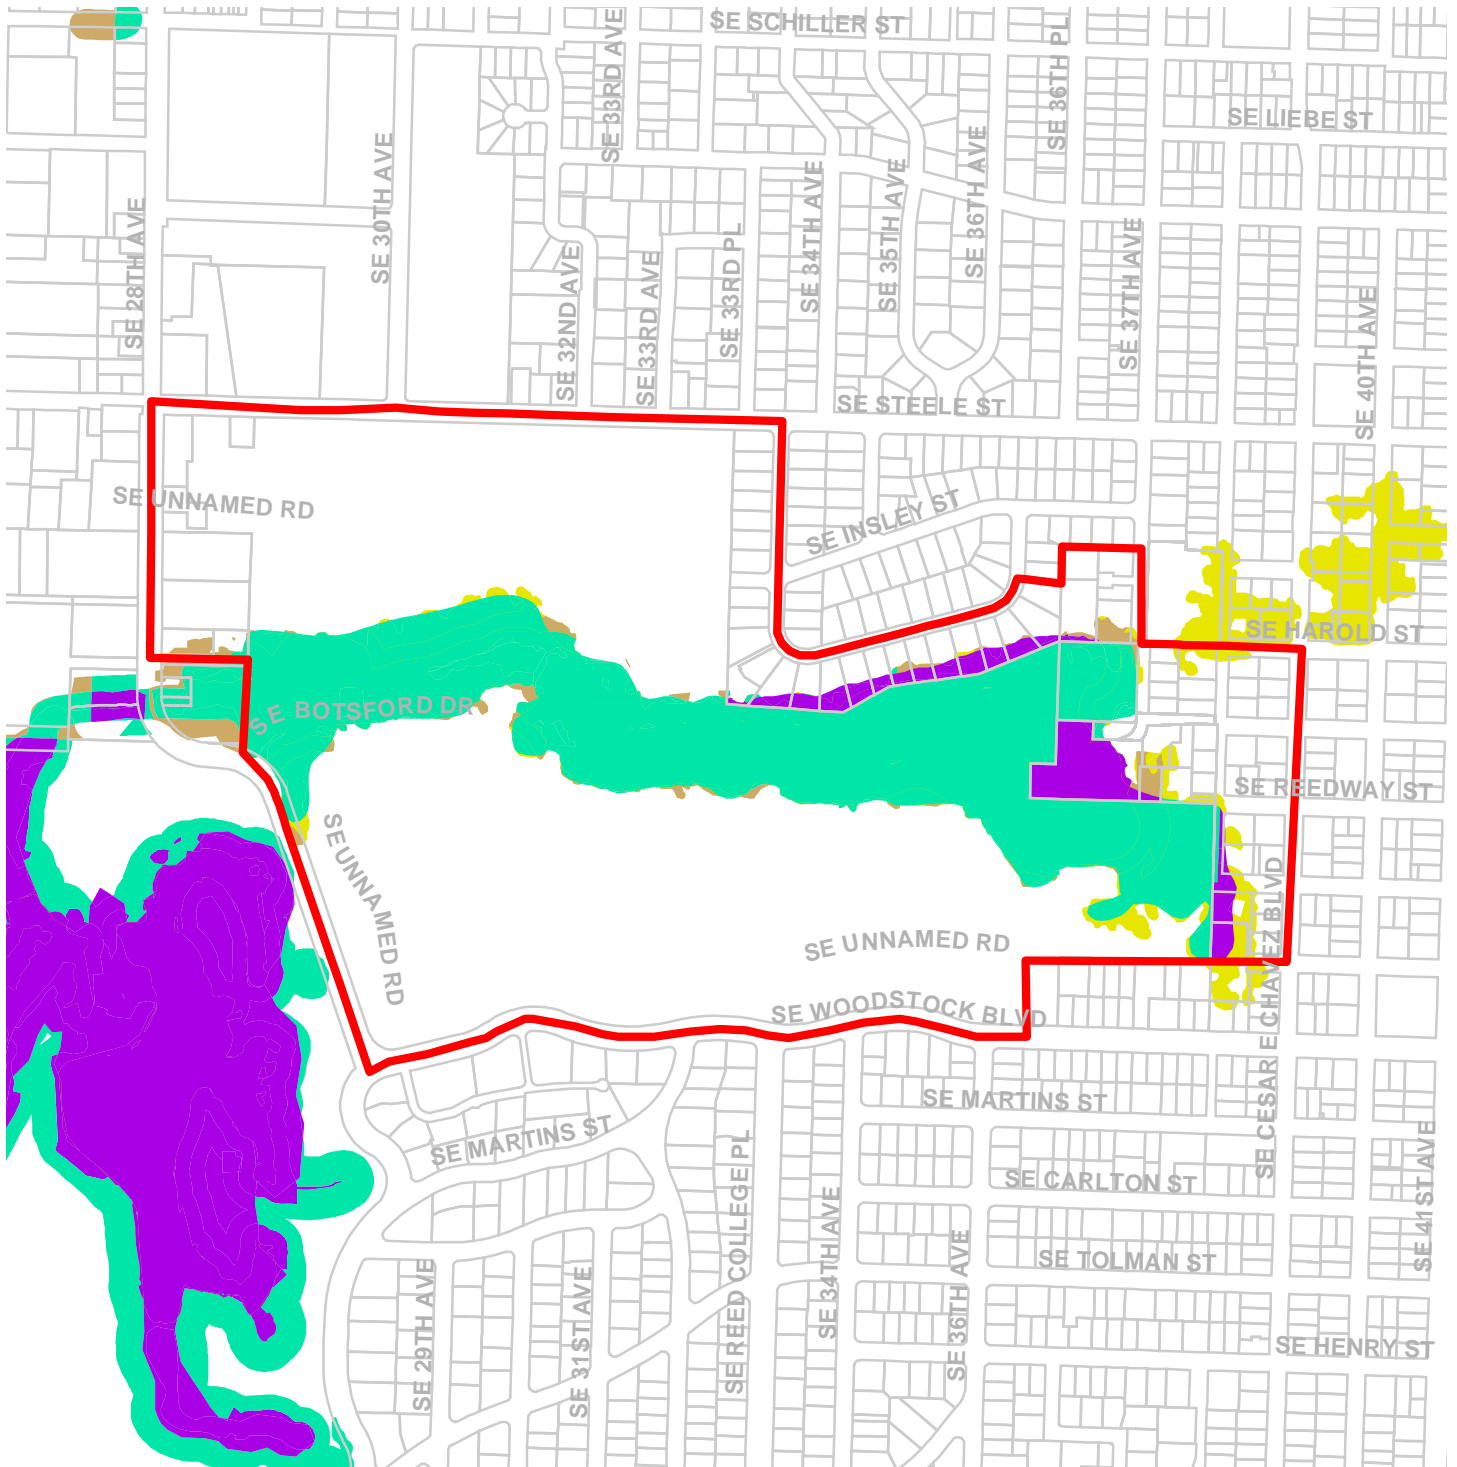 SE SCHILLER ST
SE 33RD AVE
SE 36TH PL
SE LIEBE ST
SE 30TH AVE
SE 34TH AVE
SE 35TH AVE
SE 36TH AVE
SE 28TH AVE
SE 32ND AVE
SE 33RD AVE
SE 33RD PL
SE 37TH AVE
SE 40TH AVE
SE STEELE ST
SE UNNAMED RD
SE INSLEY ST
SE HAROLD ST
SE BOTSFORD DR
SE REEDWAY ST
SE UNNAMED RD
SE UNNAMED RD
SE WOODSTOCK BLVD
SE CESARE CHAVEZ BLVD
SE MARTINS ST
SE MARTINS ST
SE CARLTON ST
SE REED COLLEGE PL
SE 34TH AVE
SE 41ST AVE
SE 36TH AVE
SE TOLMAN ST
SE 29TH AVE
SE 31ST AVE
SE HENRY ST